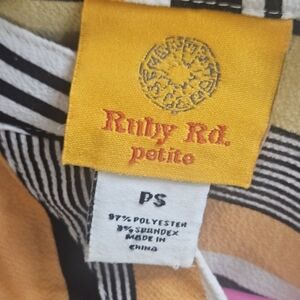 Ruby Rd.
petite
PS
97% POLYESTER
3% SPANDEX
MADE IN
CHINA